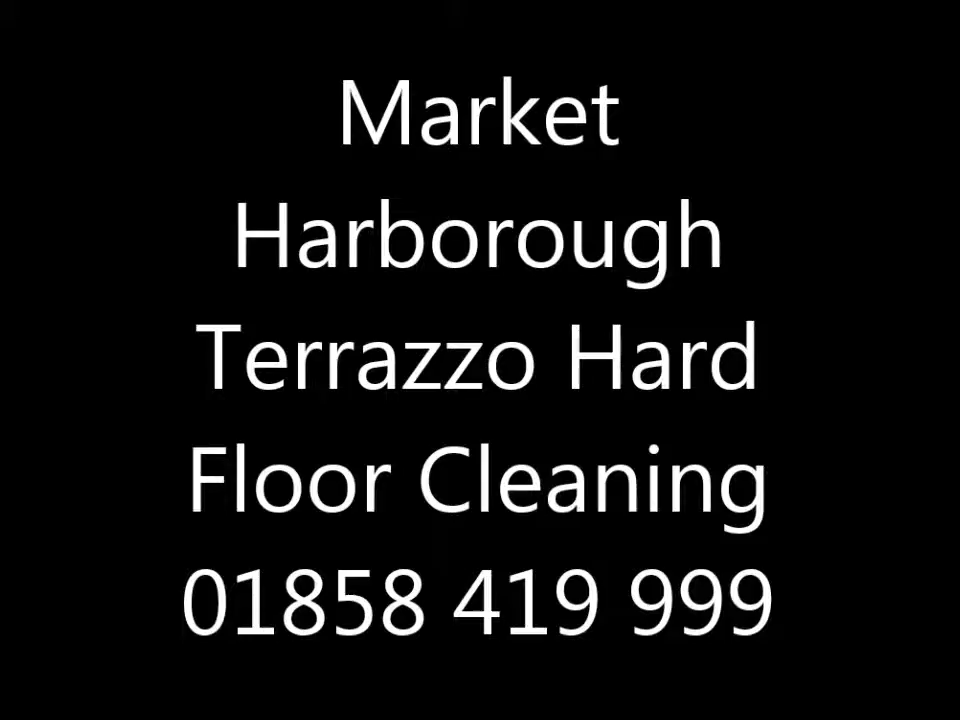 Market
Harborough
Terrazzo Hard
Floor Cleaning
01858 419 999